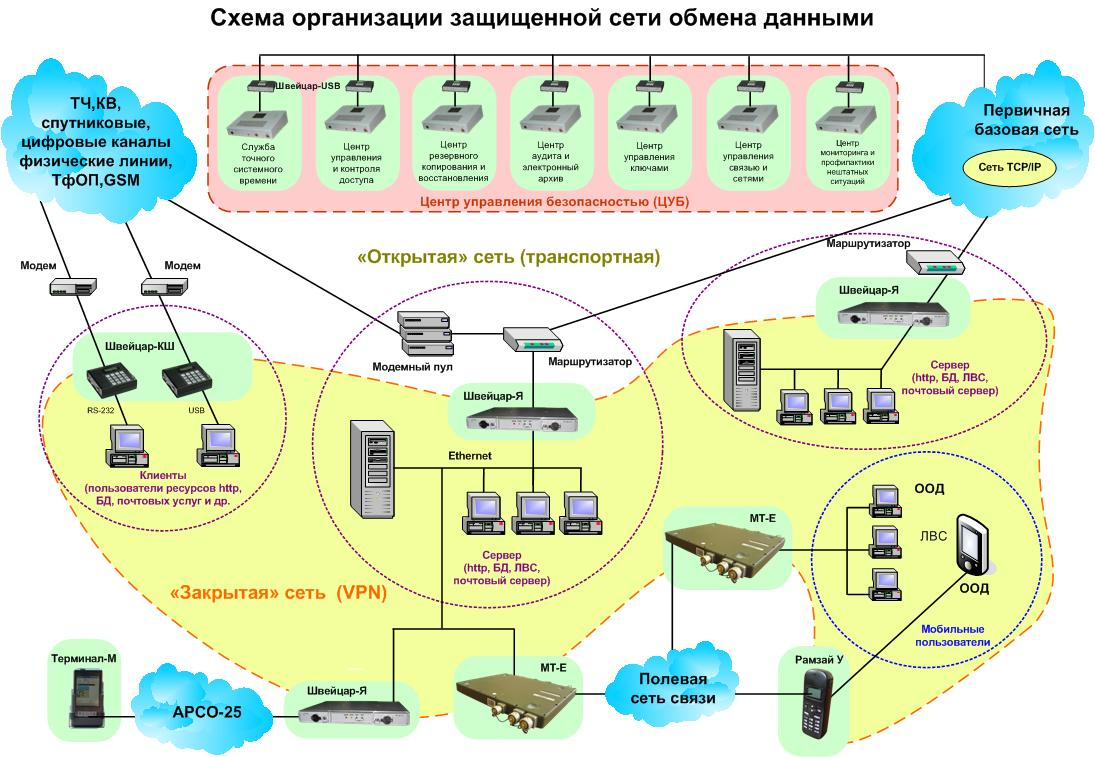 Схема организации защищенной сети обмена данными
ТЧ,КВ,
спутниковые,
цифровые каналы
физические линии,
ТфОП,GSM
Швейцар-USB
Служба
точного
системного
времени
Центр
управления
и контроля
доступа
Центр
резервного
копирования и
восстановления
Центр
аудита и
электронный
архив
Центр
управления
ключами
Центр
управления
связью и
сетями
Центр
мониторинга и
профилактики
нештатных
ситуаций
Центр управления безопасностью (ЦУБ)
Первичная
базовая сеть
Сеть TCP/IP
«Открытая» сеть (транспортная)
Модем
Модем
Маршрутизатор
Швейцар-Я
Швейцар-КШ
Модемный пул
Маршрутизатор
Сервер
(http, БД, ЛВС,
почтовый сервер)
RS-232
USB
Швейцар-Я
Клиенты
(пользователи ресурсов http,
БД, почтовых услуг и др.
Ethernet
Сервер
(http, БД, ЛВС,
почтовый сервер)
МТ-Е
ООД
ЛВС
ООД
Мобильные
пользователи
«Закрытая» сеть (VPN)
Терминал-М
АРСО-25
Швейцар-Я
МТ-Е
Полевая
сеть связи
Рамзай У